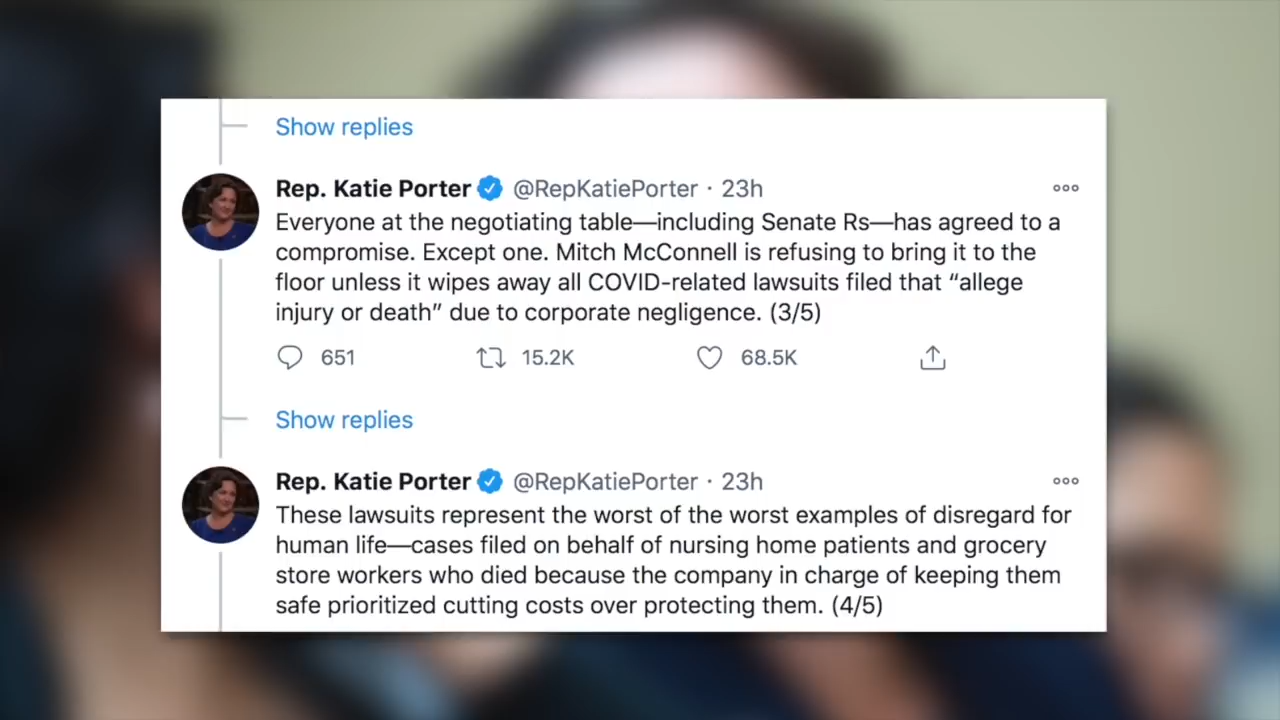 Show replies
Rep. Katie Porter @RepKatiePorter · 23h
Everyone at the negotiating table—including Senate Rs—has agreed to a
compromise. Except one. Mitch McConnell is refusing to bring it to the
floor unless it wipes away all COVID-related lawsuits filed that “allege
injury or death” due to corporate negligence. (3/5)
651 15.2K 68.5K
Show replies
Rep. Katie Porter @RepKatiePorter · 23h
These lawsuits represent the worst of the worst examples of disregard for
human life—cases filed on behalf of nursing home patients and grocery
store workers who died because the company in charge of keeping them
safe prioritized cutting costs over protecting them. (4/5)